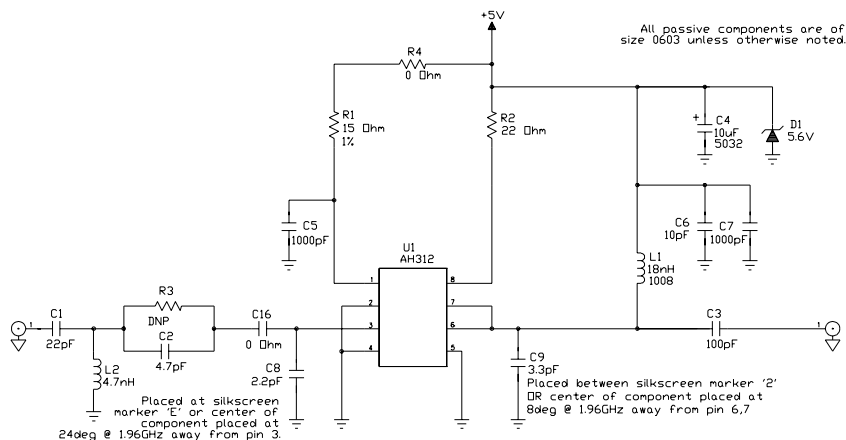 +5V
All passive components are of
size 0603 unless otherwise noted.
R4
0 Ohm
R1
15 Ohm
1%
R2
22 Ohm
+
C4
10uF
5032
D1
5.6V
C5
1000pF
C6
10pF
C7
1000pF
U1
AH312
L1
18nH
1008
1
2
3
4
8
7
6
5
1
C1
22pF
R3
DNP
C2
4.7pF
C16
0 Ohm
C3
100pF
1
L2
4.7nH
C8
2.2pF
C9
3.3pF
Placed at silkscreen
marker 'E' or center of
component placed at
24deg @ 1.96GHz away from pin 3.
Placed between silkscreen marker '2'
OR center of component placed at
8deg @ 1.96GHz away from pin 6,7